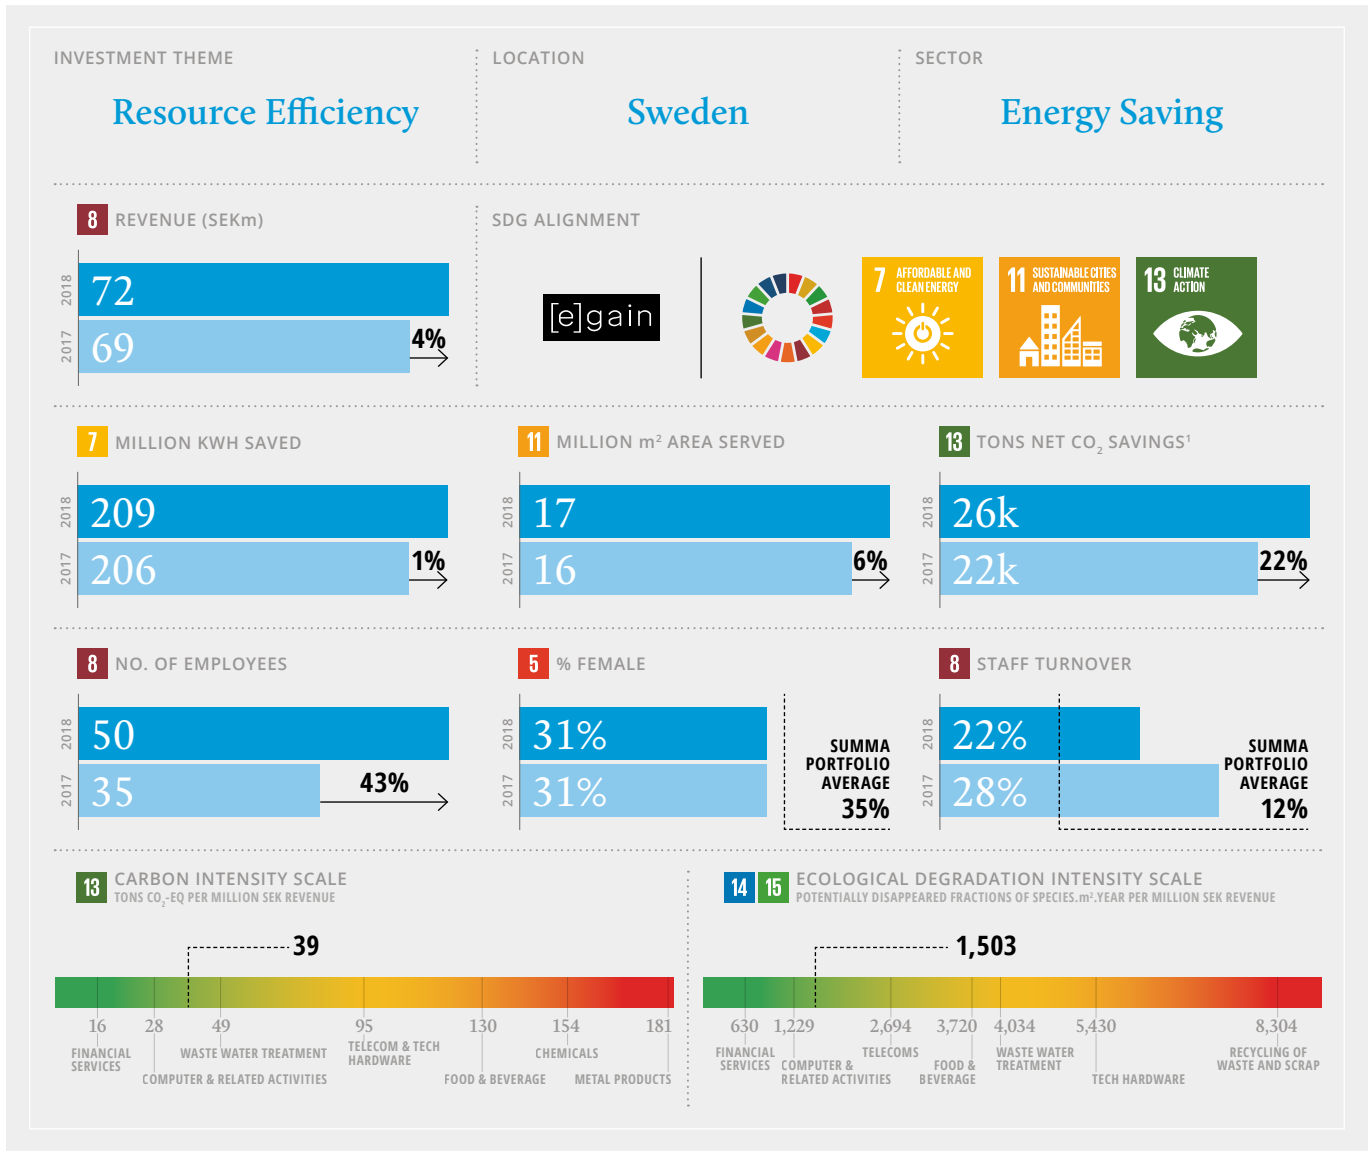 INVESTMENT THEME
Resource Efficiency
LOCATION
Sweden
SECTOR
Energy Saving
8 REVENUE (SEKm)
2018
72
2017
69
4%
SDG ALIGNMENT
[e]gain
7 AFFORDABLE AND
CLEAN ENERGY
11 SUSTAINABLE CITIES
AND COMMUNITIES
13 CLIMATE
ACTION
7 MILLION KWH SAVED
2018
209
2017
206
1%
11 MILLION m² AREA SERVED
2018
17
2017
16
6%
13 TONS NET CO₂ SAVINGS¹
2018
26k
2017
22k
22%
8 NO. OF EMPLOYEES
2018
50
2017
35
43%
5 % FEMALE
2018
31%
2017
31%
SUMMA
PORTFOLIO
AVERAGE
35%
8 STAFF TURNOVER
2018
22%
2017
28%
SUMMA
PORTFOLIO
AVERAGE
12%
13 CARBON INTENSITY SCALE
TONS CO₂-EQ PER MILLION SEK REVENUE
39
16 28 49 95 130 154 181
FINANCIAL
SERVICES
COMPUTER & RELATED ACTIVITIES
WASTE WATER TREATMENT
TELECOM & TECH
HARDWARE
FOOD & BEVERAGE
CHEMICALS
METAL PRODUCTS
14 15 ECOLOGICAL DEGRADATION INTENSITY SCALE
POTENTIALLY DISAPPEARED FRACTIONS OF SPECIES.m².YEAR PER MILLION SEK REVENUE
1,503
630 1,229 2,694 3,720 4,034 5,430 8,304
FINANCIAL
SERVICES
COMPUTER &
RELATED ACTIVITIES
TELECOMS
FOOD &
BEVERAGE
WASTE WATER
TREATMENT
TECH HARDWARE
RECYCLING OF
WASTE AND SCRAP